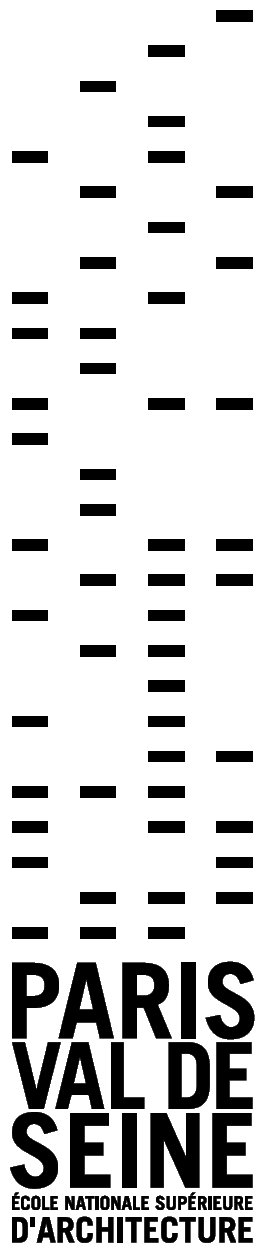 PARIS
VAL DE
SEINE
ÉCOLE NATIONALE SUPÉRIEURE
D'ARCHITECTURE